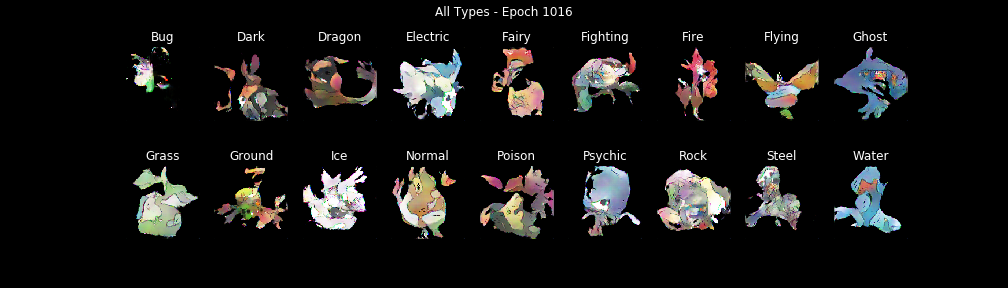 All Types - Epoch 1016
Bug Dark Dragon Electric Fairy Fighting Fire Flying Ghost
Grass Ground Ice Normal Poison Psychic Rock Steel Water